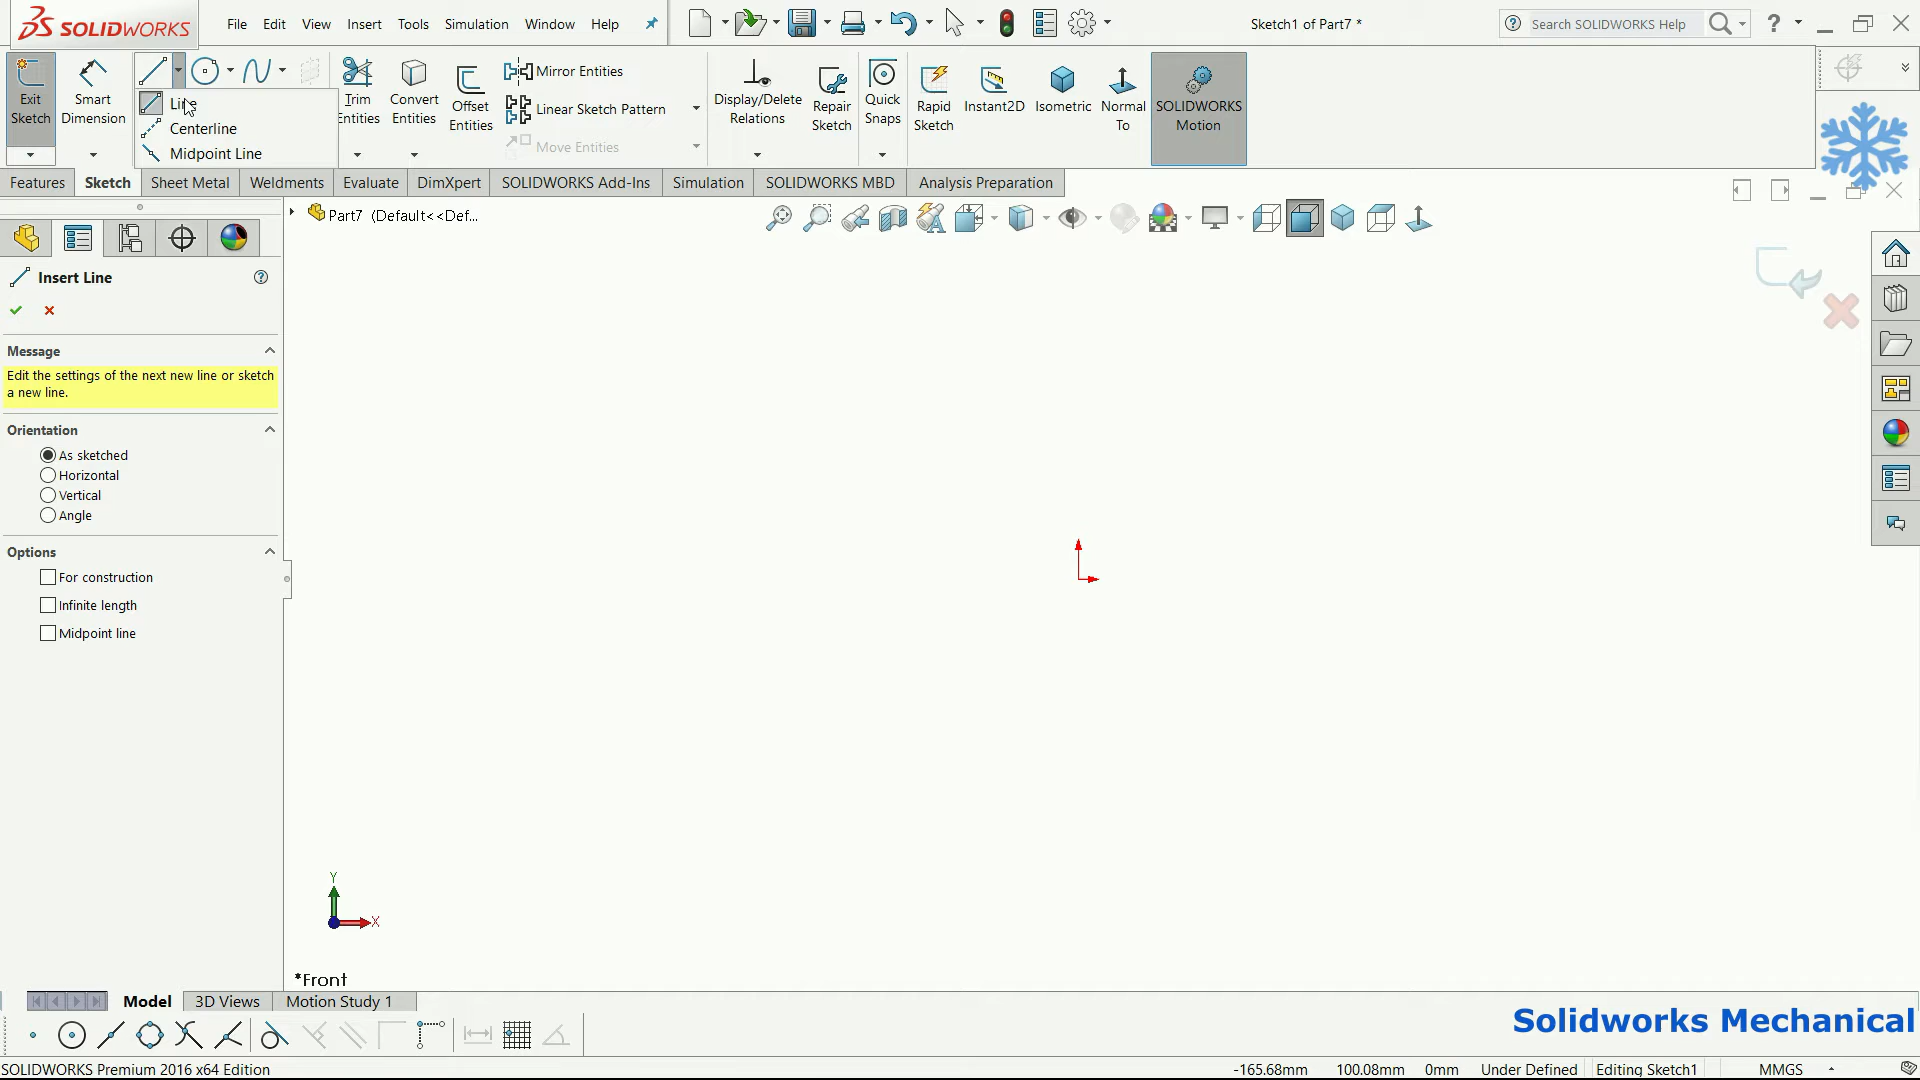 SOLIDWORKS
File Edit View Insert Tools Simulation Window Help
Sketch1 of Part7 *
Search SOLIDWORKS Help
Exit Sketch
Smart Dimension
Line
Centerline
Midpoint Line
Trim Entities
Convert Entities
Offset Entities
Mirror Entities
Linear Sketch Pattern
Move Entities
Display/Delete Relations
Repair Sketch
Quick Snaps
Rapid Sketch
Instant2D
Isometric
Normal To
SOLIDWORKS Motion
Features Sketch Sheet Metal Weldments Evaluate DimXpert SOLIDWORKS Add-Ins Simulation SOLIDWORKS MBD Analysis Preparation
Part7 (Default<<Def...
Insert Line
Message
Edit the settings of the next new line or sketch
a new line.
Orientation
As sketched
Horizontal
Vertical
Angle
Options
For construction
Infinite length
Midpoint line
Y
X
*Front
Model 3D Views Motion Study 1
Solidworks Mechanical
SOLIDWORKS Premium 2016 x64 Edition
-165.68mm 100.08mm 0mm Under Defined Editing Sketch1 MMGS